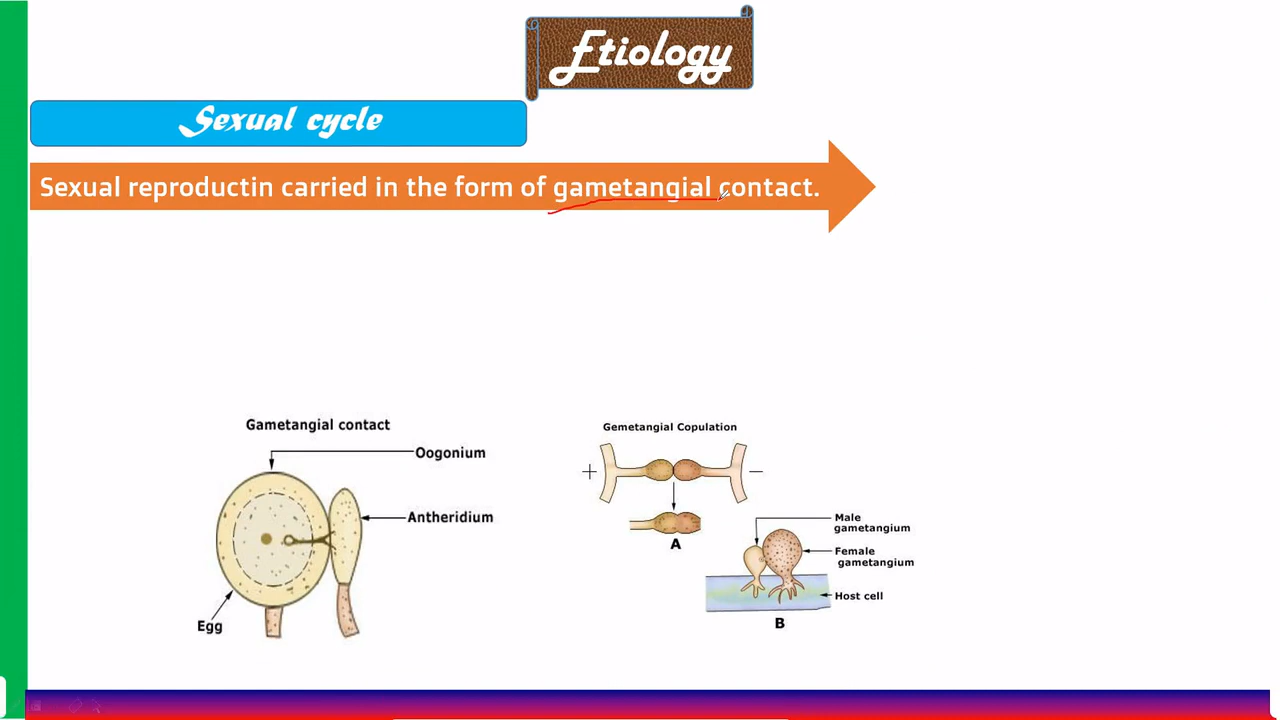 Etiology
Sexual cycle
Sexual reproductin carried in the form of gametangial contact.
Gametangial contact
Oogonium
Antheridium
Egg
Gemetangial Copulation
+
−
A
Male
gametangium
Female
gametangium
Host cell
B